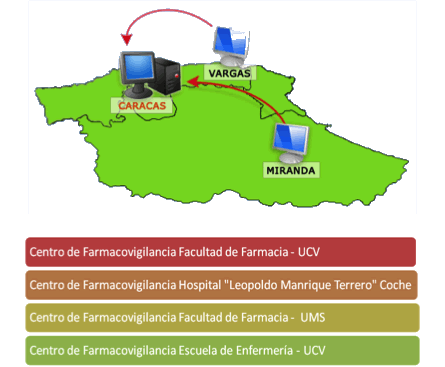 VARGAS
CARACAS
MIRANDA
Centro de Farmacovigilancia Facultad de Farmacia - UCV
Centro de Farmacovigilancia Hospital "Leopoldo Manrique Terrero" Coche
Centro de Farmacovigilancia Facultad de Farmacia - UMS
Centro de Farmacovigilancia Escuela de Enfermería - UCV